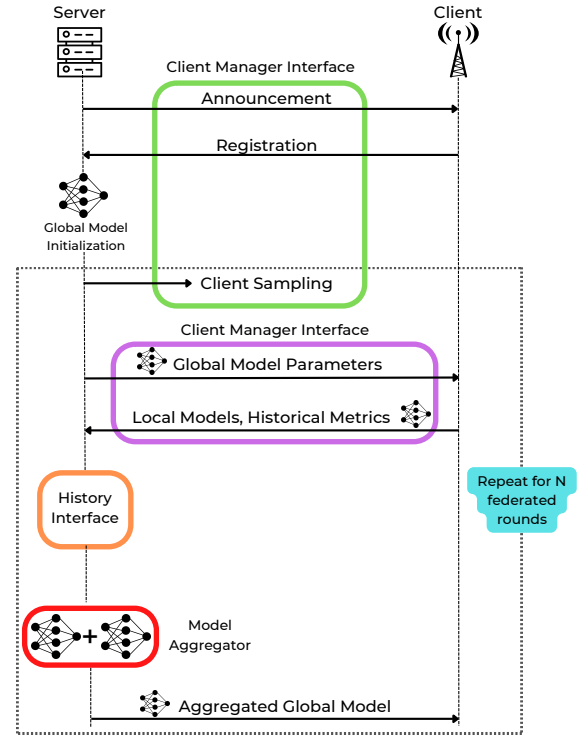 Server
Client
Client Manager Interface
Announcement
Registration
Global Model
Initialization
Client Sampling
Client Manager Interface
Global Model Parameters
Local Models, Historical Metrics
History
Interface
Repeat for N
federated
rounds
+
Model
Aggregator
Aggregated Global Model